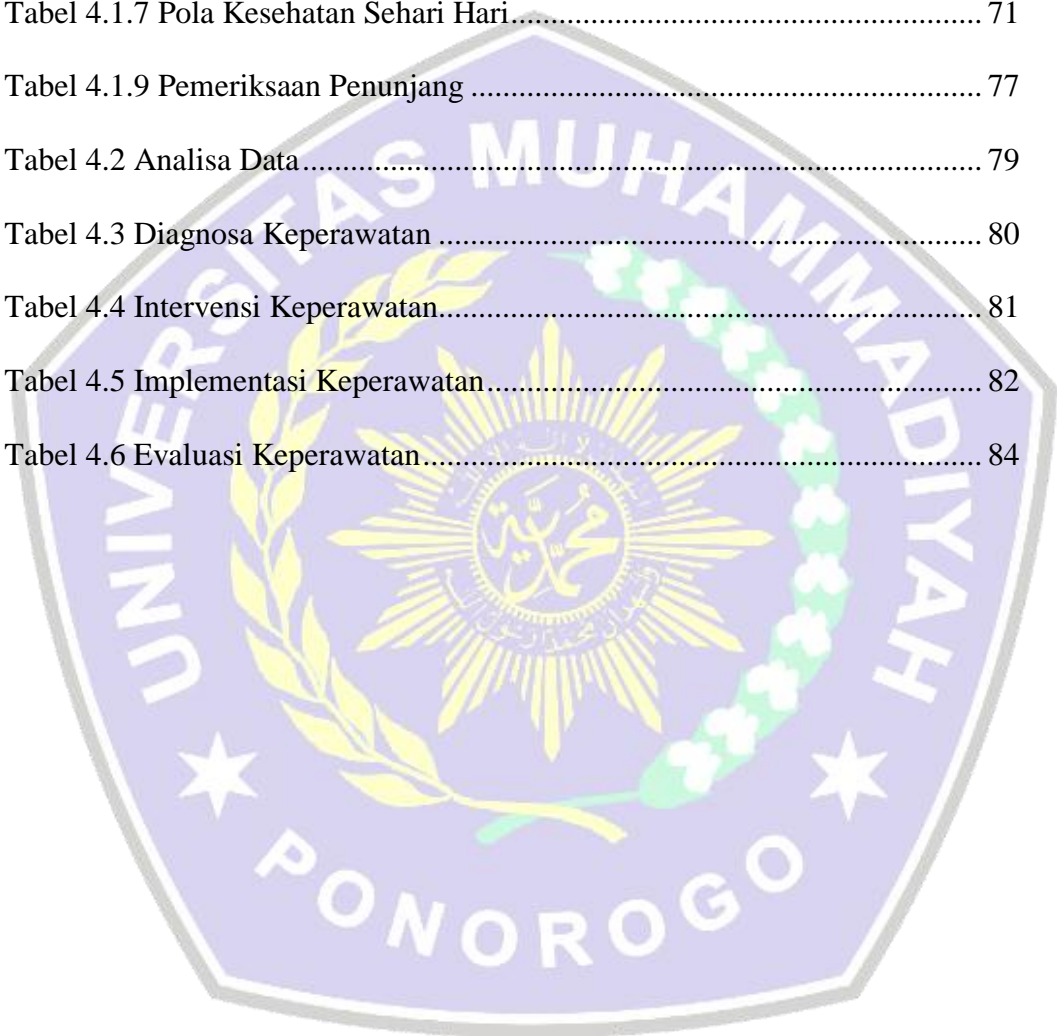 Tabel 4.1.7 Pola Kesehatan Sehari Hari.......................................................... 71
Tabel 4.1.9 Pemeriksaan Penunjang ............................................................... 77
Tabel 4.2 Analisa Data.................................................................................... 79
Tabel 4.3 Diagnosa Keperawatan ................................................................... 80
Tabel 4.4 Intervensi Keperawatan................................................................... 81
Tabel 4.5 Implementasi Keperawatan............................................................. 82
Tabel 4.6 Evaluasi Keperawatan..................................................................... 84
UNIVERSITAS MUHAMMADIYAH
PONOROGO